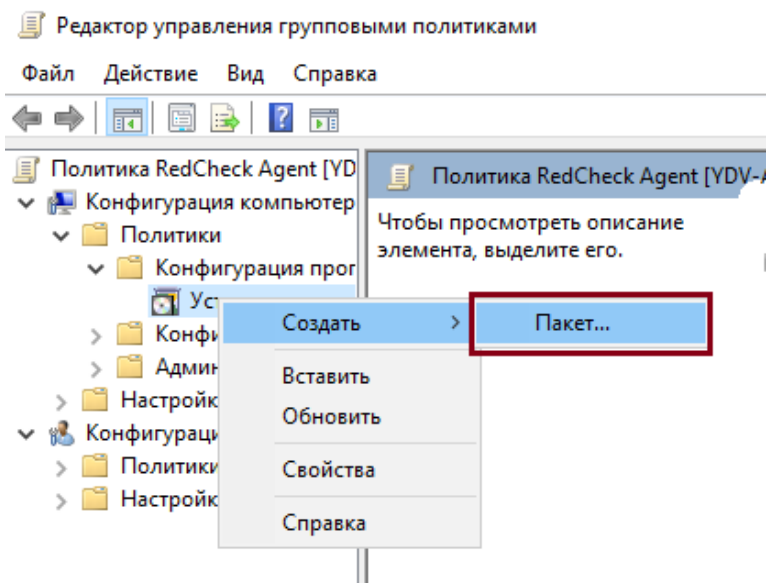 Редактор управления групповыми политиками
Файл Действие Вид Справка
Политика RedCheck Agent [YD
Конфигурация компьютер
Политики
Конфигурация прог
Уст
Конфи
Админ
Настройк
Конфигураци
Политики
Настройк
Политика RedCheck Agent [YDV-A
Чтобы просмотреть описание
элемента, выделите его.
Создать
Пакет...
Вставить
Обновить
Свойства
Справка